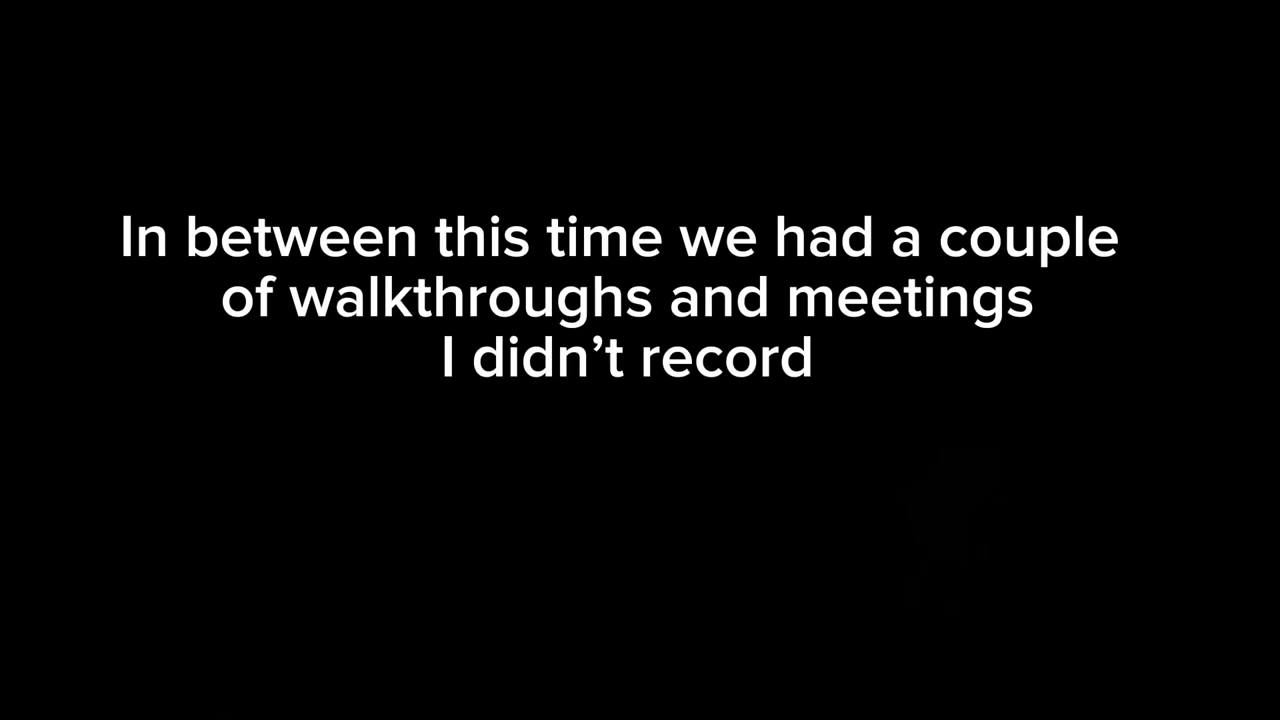 In between this time we had a couple
of walkthroughs and meetings
I didn’t record